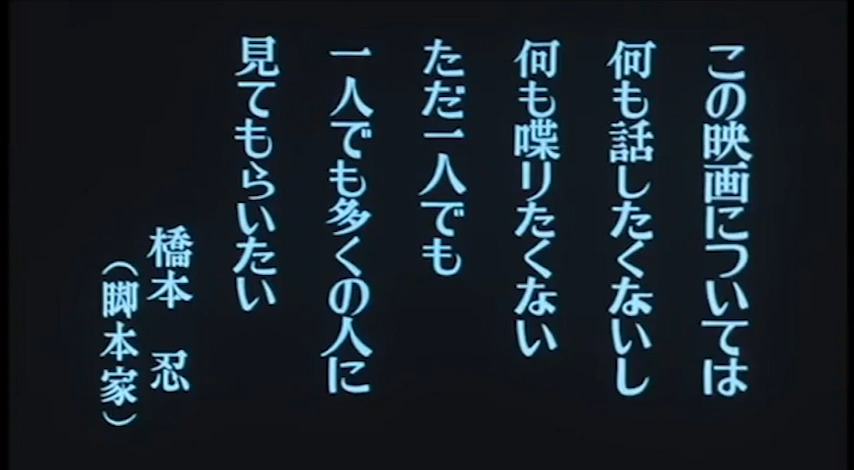 この映画については
何も話したくないし
何も喋りたくない
ただ一人でも
一人でも多くの人に
見てもらいたい
橋本 忍
（脚本家）